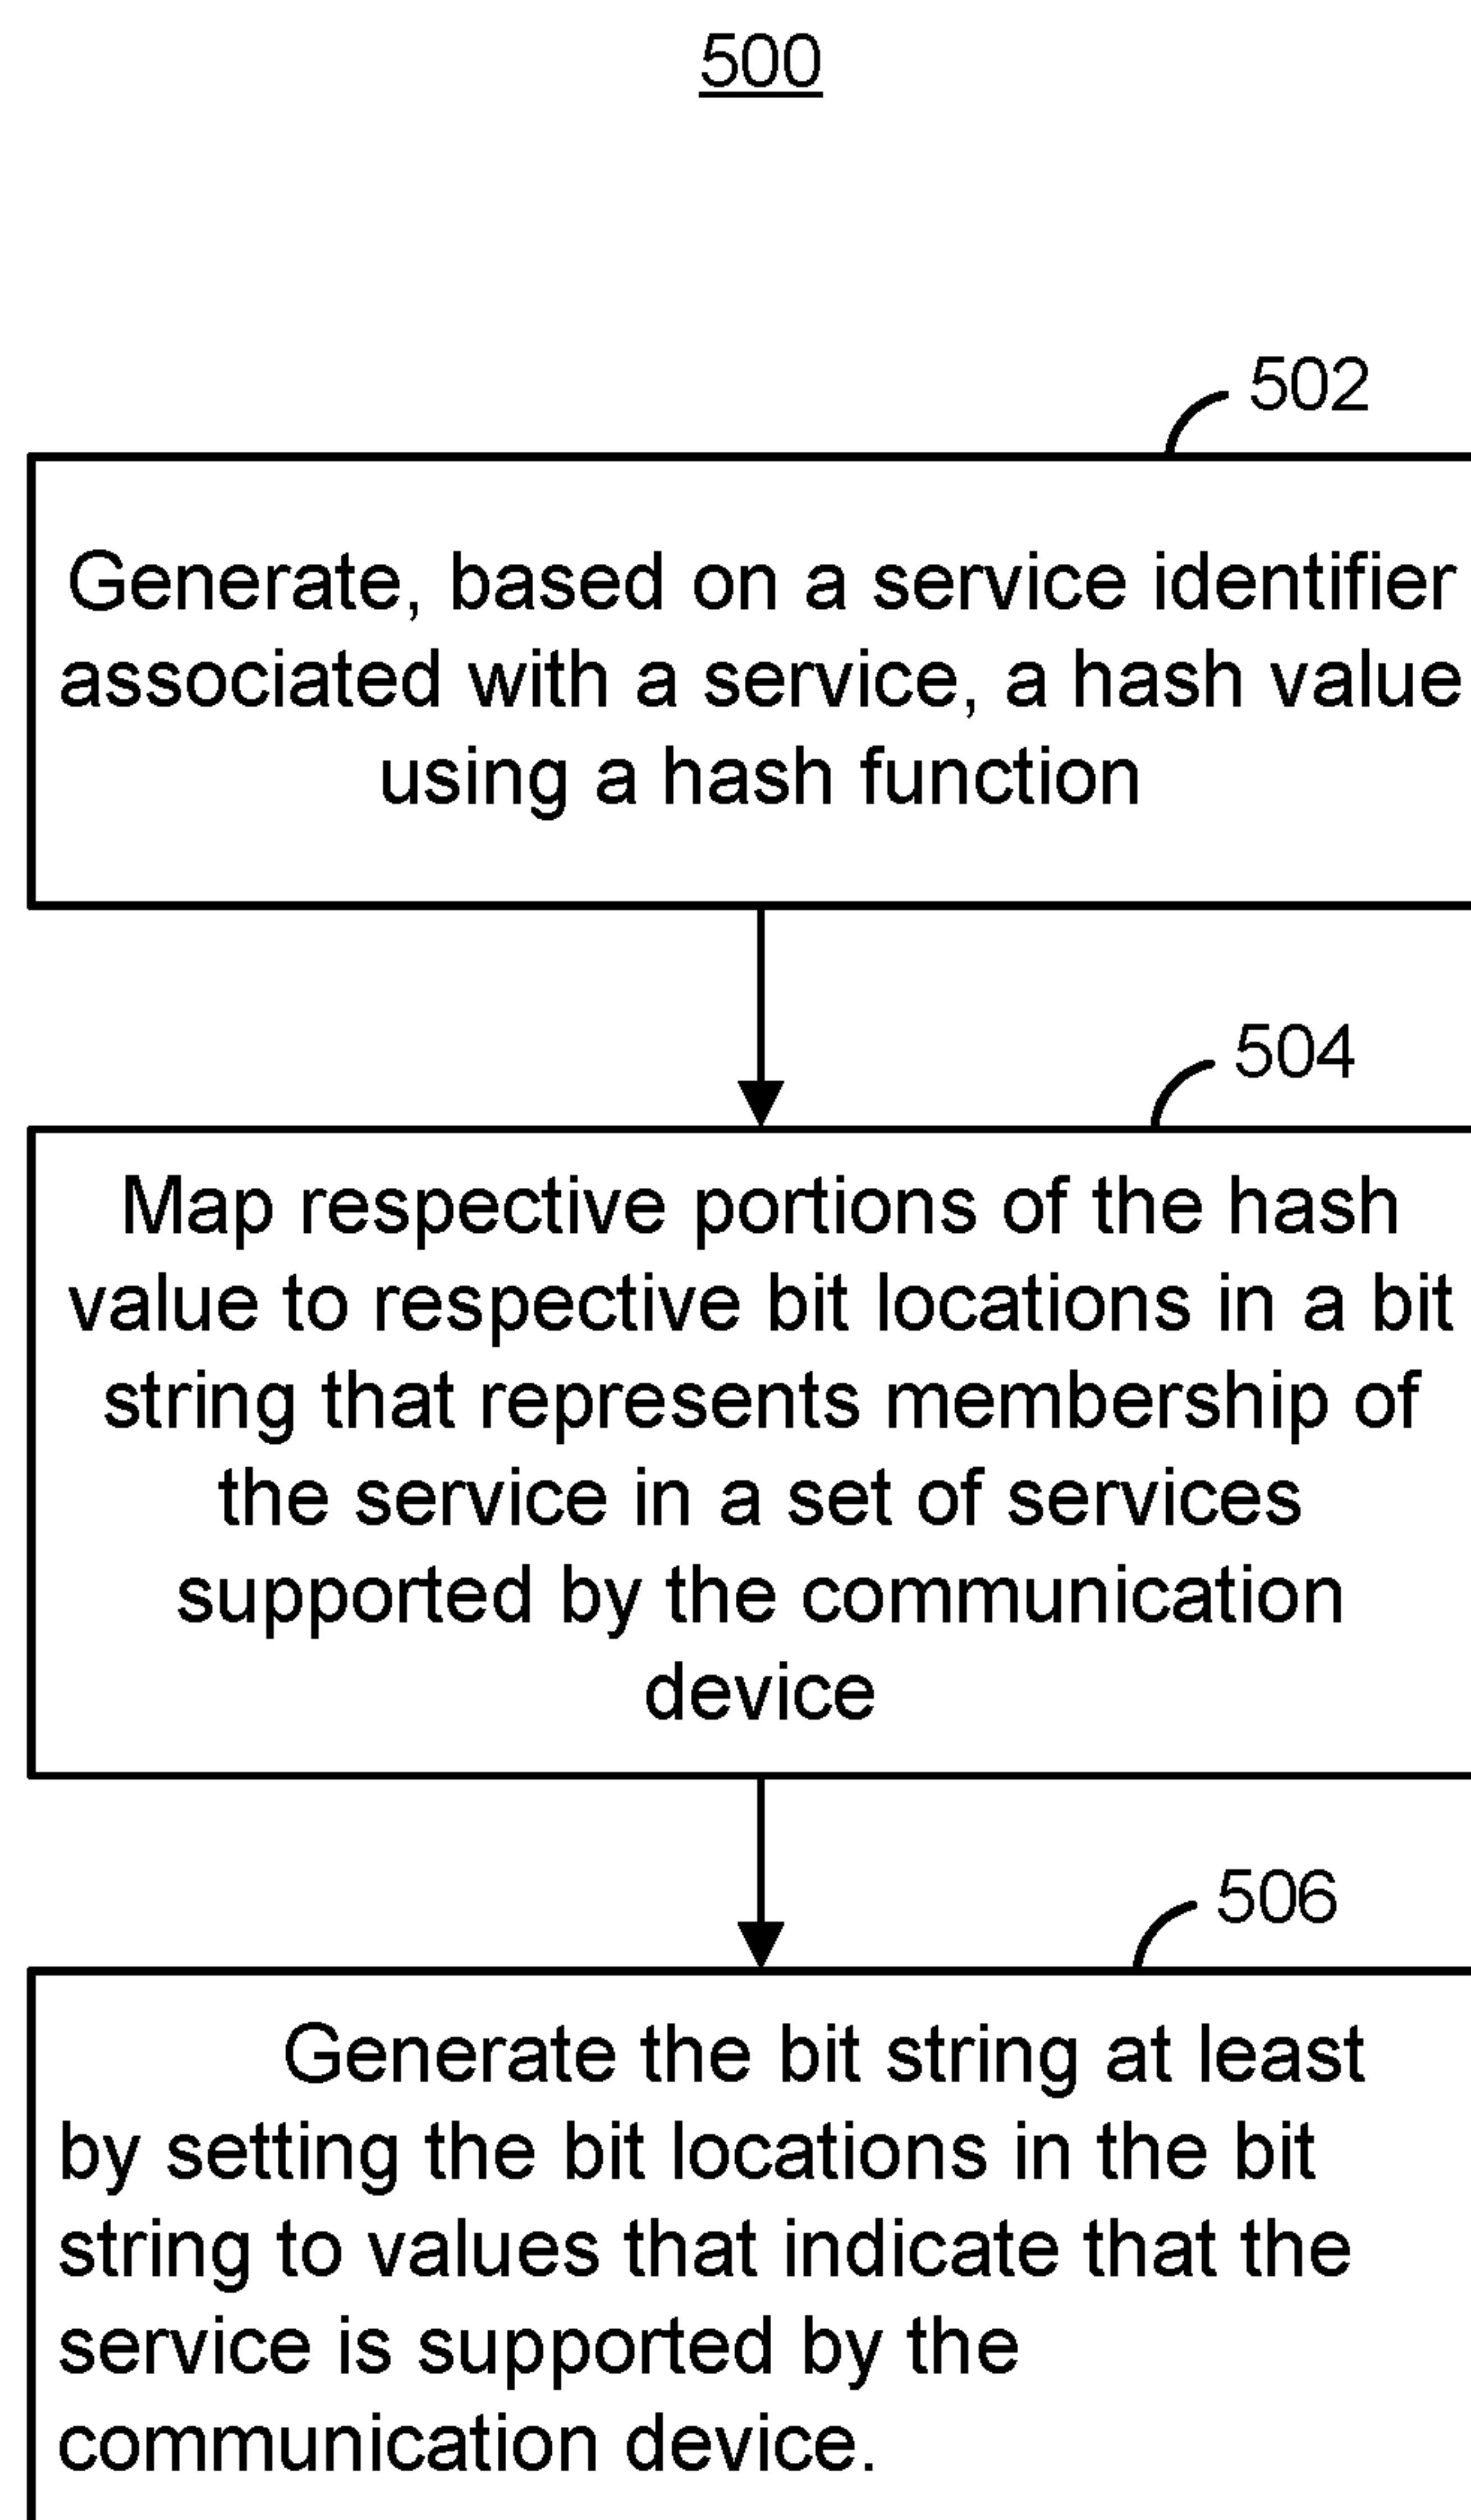 500
502
Generate, based on a service identifier
associated with a service, a hash value
using a hash function
504
Map respective portions of the hash
value to respective bit locations in a bit
string that represents membership of
the service in a set of services
supported by the communication
device
506
Generate the bit string at least
by setting the bit locations in the bit
string to values that indicate that the
service is supported by the
communication device.